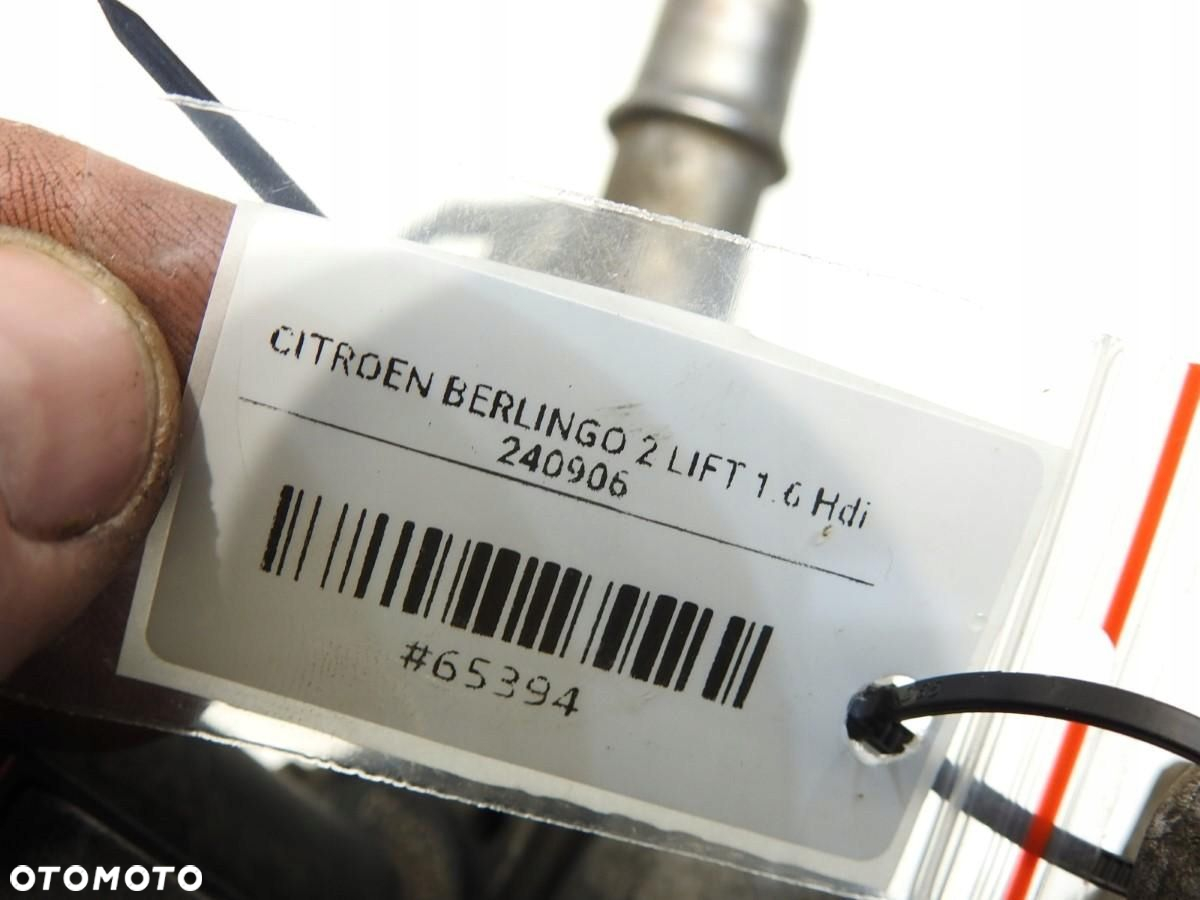 CITROEN BERLINGO 2 LIFT 1.6 Hdi
240906
#65394
OTOMOTO